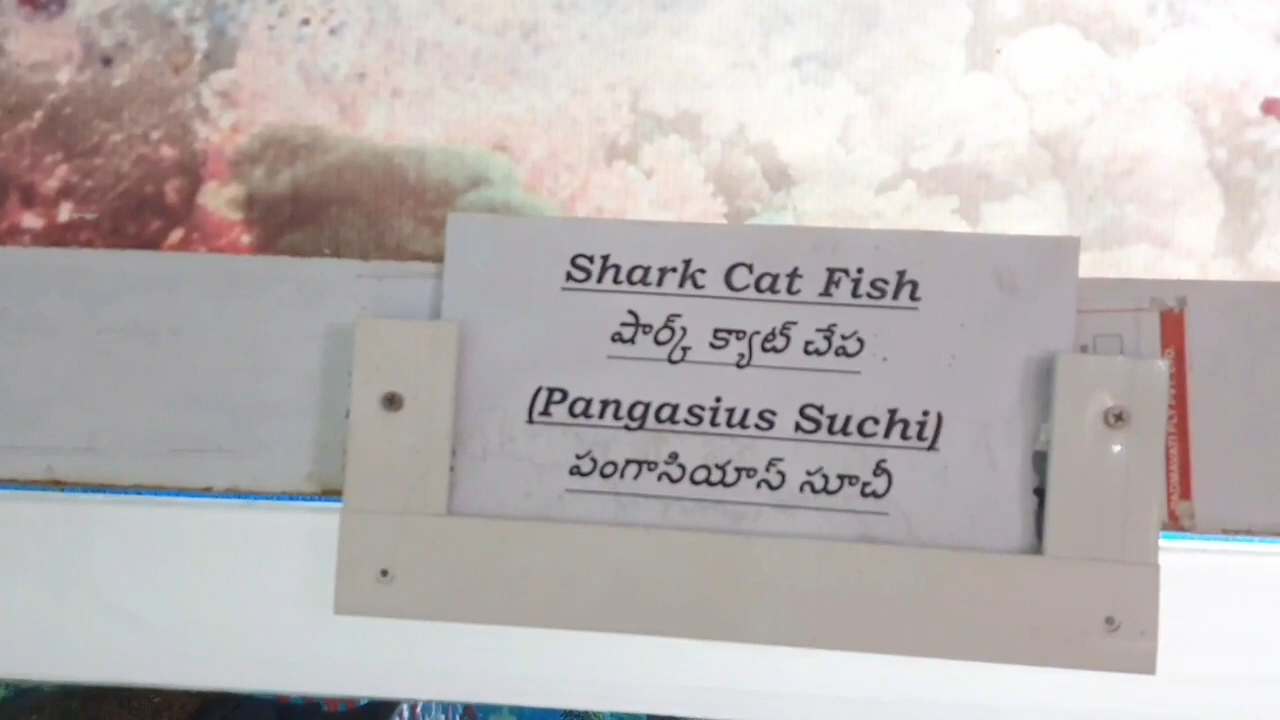 Shark Cat Fish
షార్క్ క్యాట్ చేప
(Pangasius Suchi)
పంగాసియాస్ సూచీ